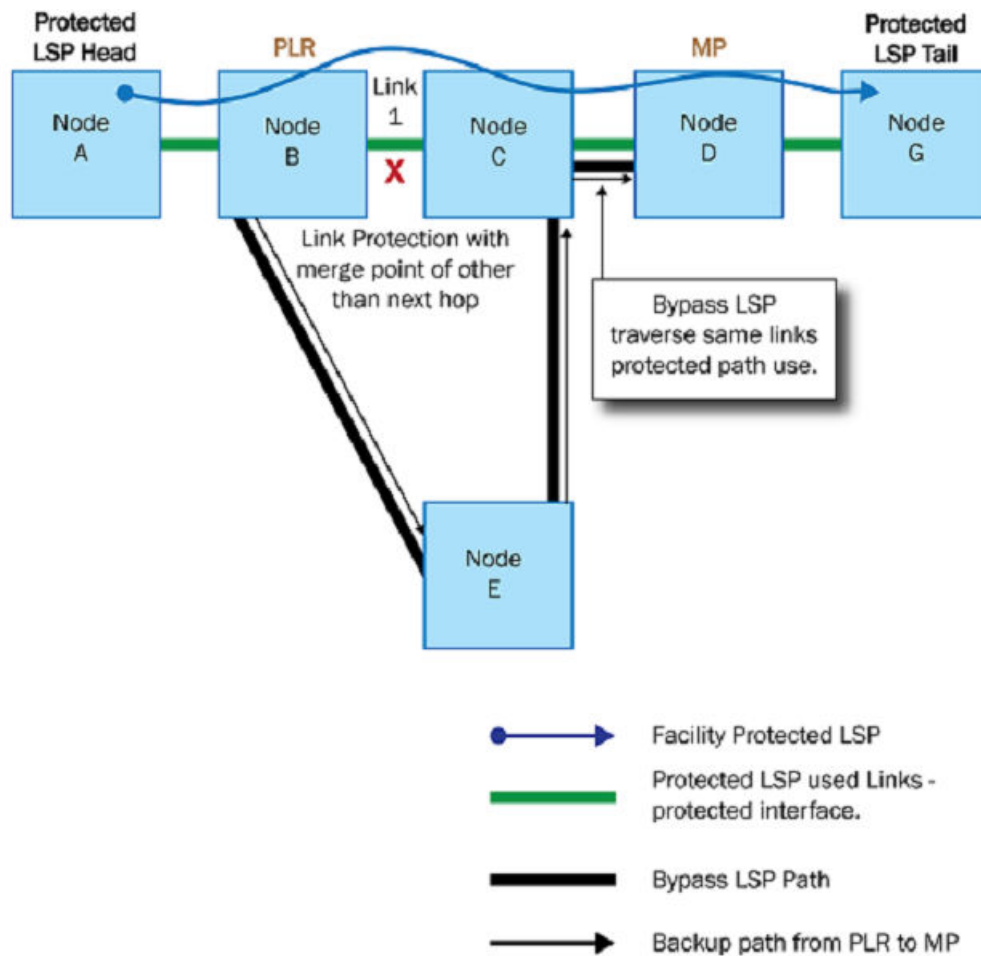 Protected
LSP Head
PLR
MP
Protected
LSP Tail
Link
1
Node
A
Node
B
Node
C
Node
D
Node
G
X
Link Protection with
merge point of other
than next hop
Bypass LSP
traverse same links
protected path use.
Node
E
Facility Protected LSP
Protected LSP used Links -
protected interface.
Bypass LSP Path
Backup path from PLR to MP